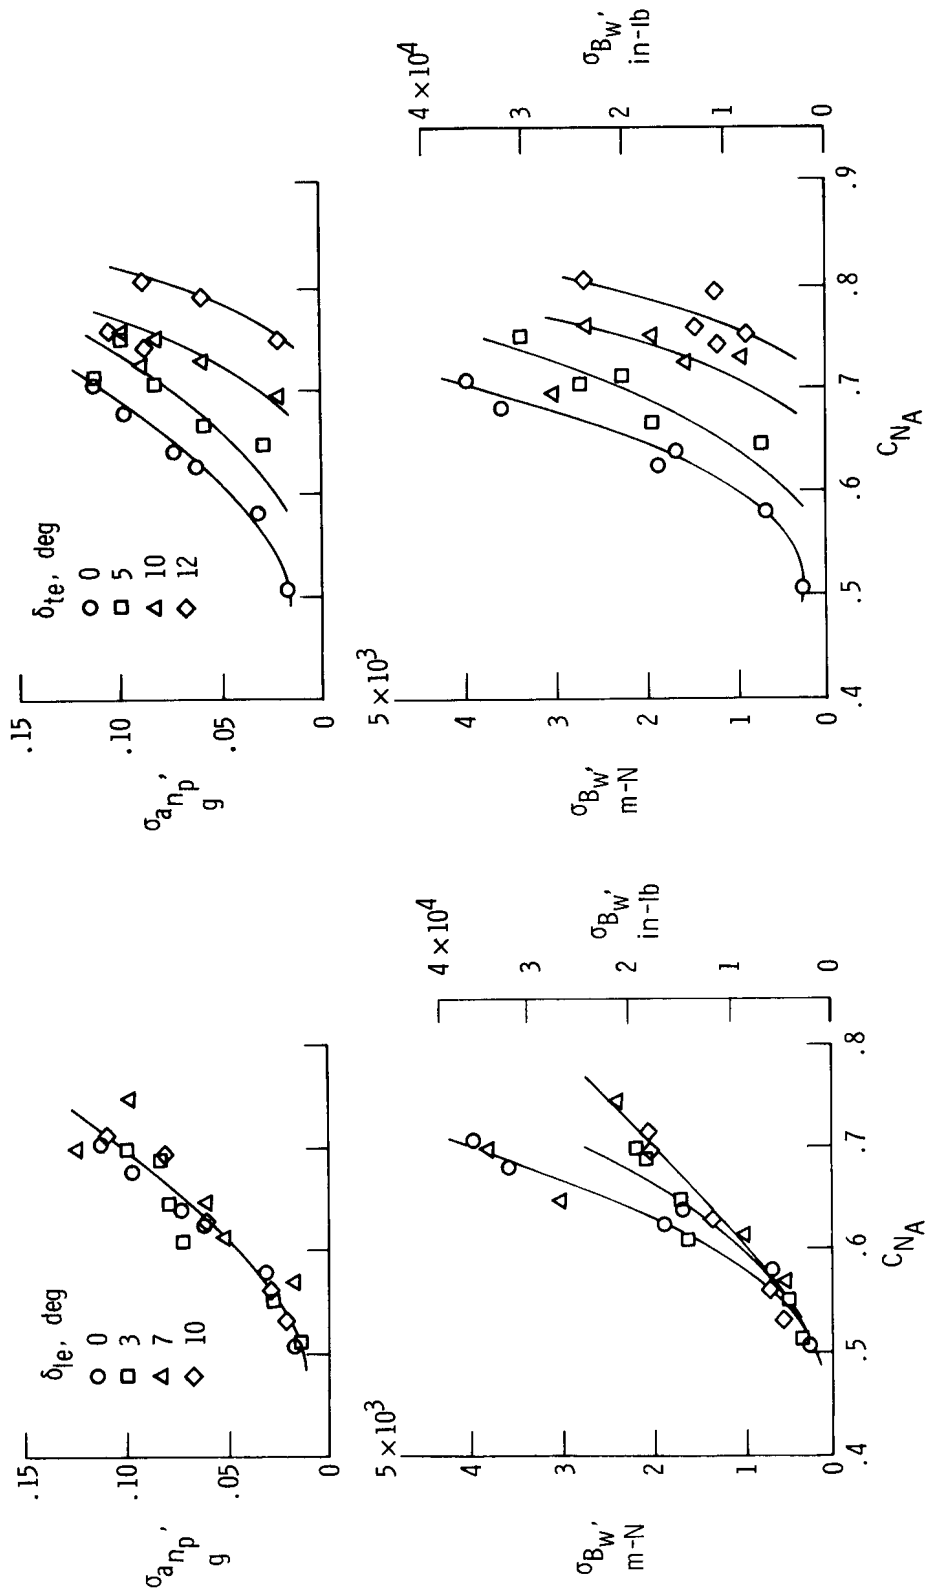 .15
.10
.05
0
σanp,
g
δle, deg
0
3
7
10
5 × 10³
4
3
2
1
0
σBw,
m-N
.4
.5
.6
.7
.8
CNA
4 × 10⁴
3
2
1
0
σBw,
in-lb
.15
.10
.05
0
σanp,
g
δte, deg
0
5
10
12
5 × 10³
4
3
2
1
0
σBw,
m-N
.4
.5
.6
.7
.8
.9
CNA
4 × 10⁴
3
2
1
0
σBw,
in-lb